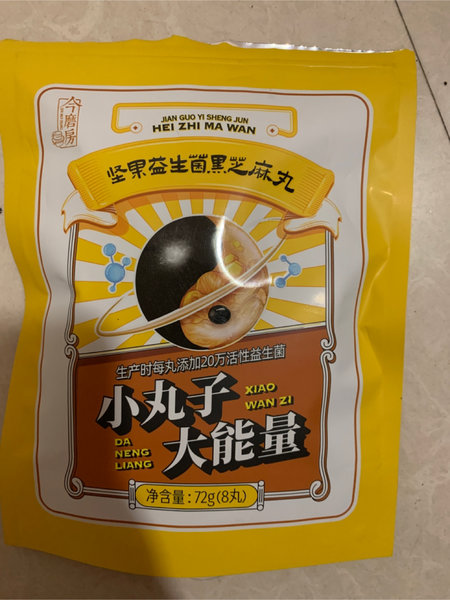 今磨房
JIAN GUO YI SHENG JUN
HEI ZHI MA WAN
坚果益生菌黑芝麻丸
生产时每丸添加20万活性益生菌
小丸子
XIAO
WAN ZI
DA
NENG
LIANG
大能量
净含量:72g(8丸)